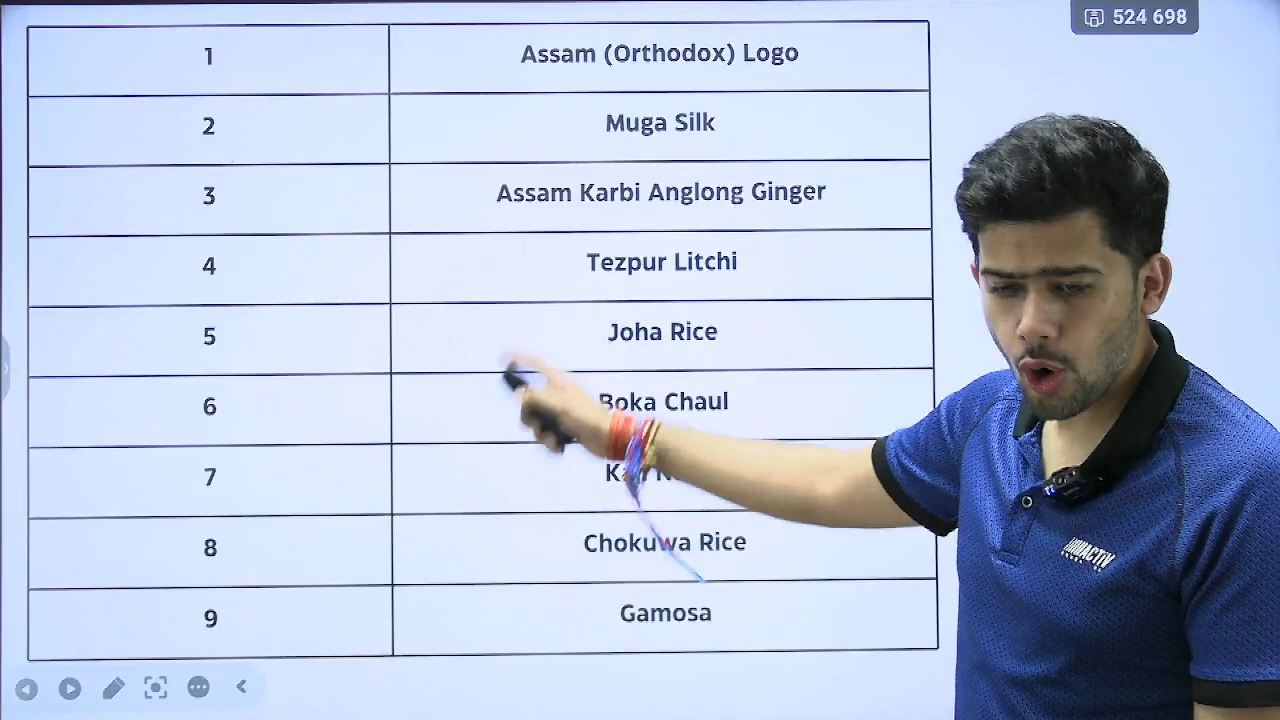 524 698
1 Assam (Orthodox) Logo
2 Muga Silk
3 Assam Karbi Anglong Ginger
4 Tezpur Litchi
5 Joha Rice
6 Boka Chaul
7
8 Chokuwa Rice
9 Gamosa